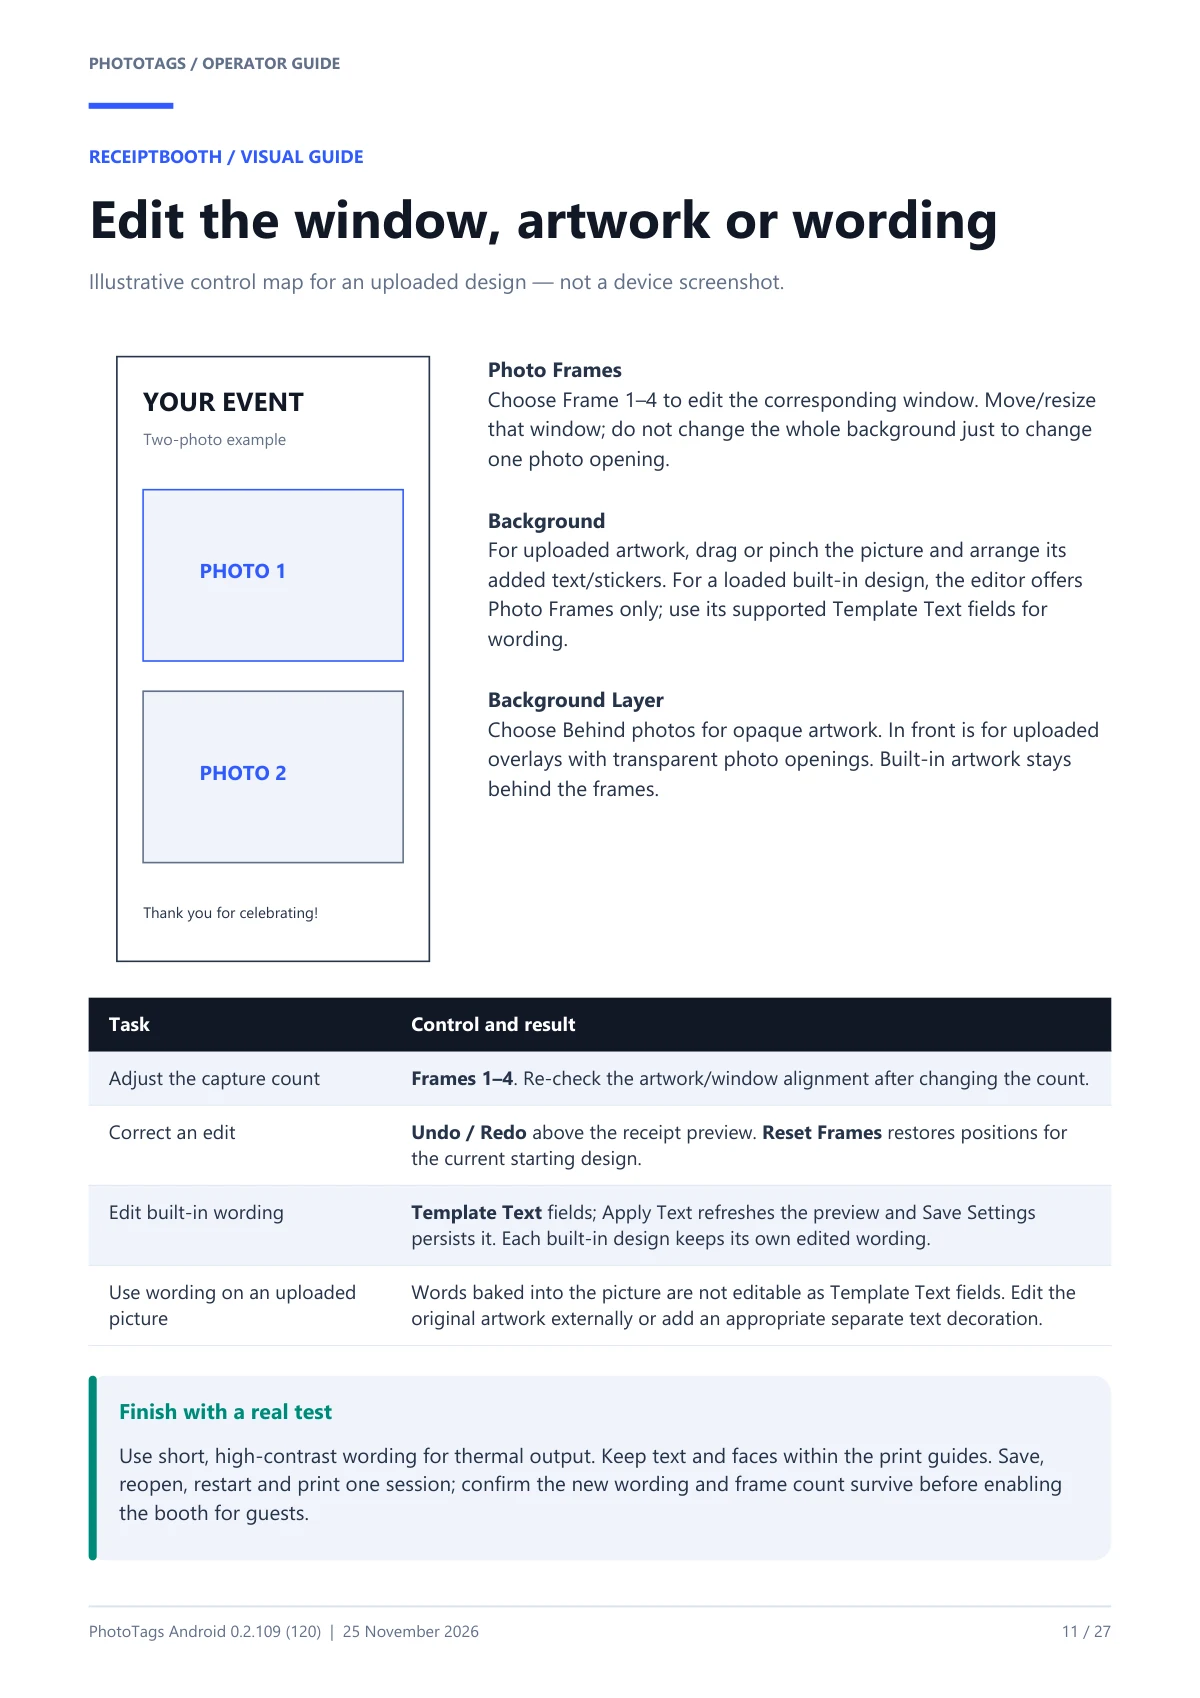 PHOTOTAGS / OPERATOR GUIDE
RECEIPTBOOTH / VISUAL GUIDE
Edit the window, artwork or wording
Illustrative control map for an uploaded design — not a device screenshot.
YOUR EVENT
Two-photo example
PHOTO 1
PHOTO 2
Thank you for celebrating!
Photo Frames
Choose Frame 1–4 to edit the corresponding window. Move/resize
that window; do not change the whole background just to change
one photo opening.
Background
For uploaded artwork, drag or pinch the picture and arrange its
added text/stickers. For a loaded built-in design, the editor offers
Photo Frames only; use its supported Template Text fields for
wording.
Background Layer
Choose Behind photos for opaque artwork. In front is for uploaded
overlays with transparent photo openings. Built-in artwork stays
behind the frames.
Task
Control and result
Adjust the capture count
Frames 1–4. Re-check the artwork/window alignment after changing the count.
Correct an edit
Undo / Redo above the receipt preview. Reset Frames restores positions for
the current starting design.
Edit built-in wording
Template Text fields; Apply Text refreshes the preview and Save Settings
persists it. Each built-in design keeps its own edited wording.
Use wording on an uploaded
picture
Words baked into the picture are not editable as Template Text fields. Edit the
original artwork externally or add an appropriate separate text decoration.
Finish with a real test
Use short, high-contrast wording for thermal output. Keep text and faces within the print guides. Save,
reopen, restart and print one session; confirm the new wording and frame count survive before enabling
the booth for guests.
PhotoTags Android 0.2.109 (120) | 25 November 2026
11 / 27